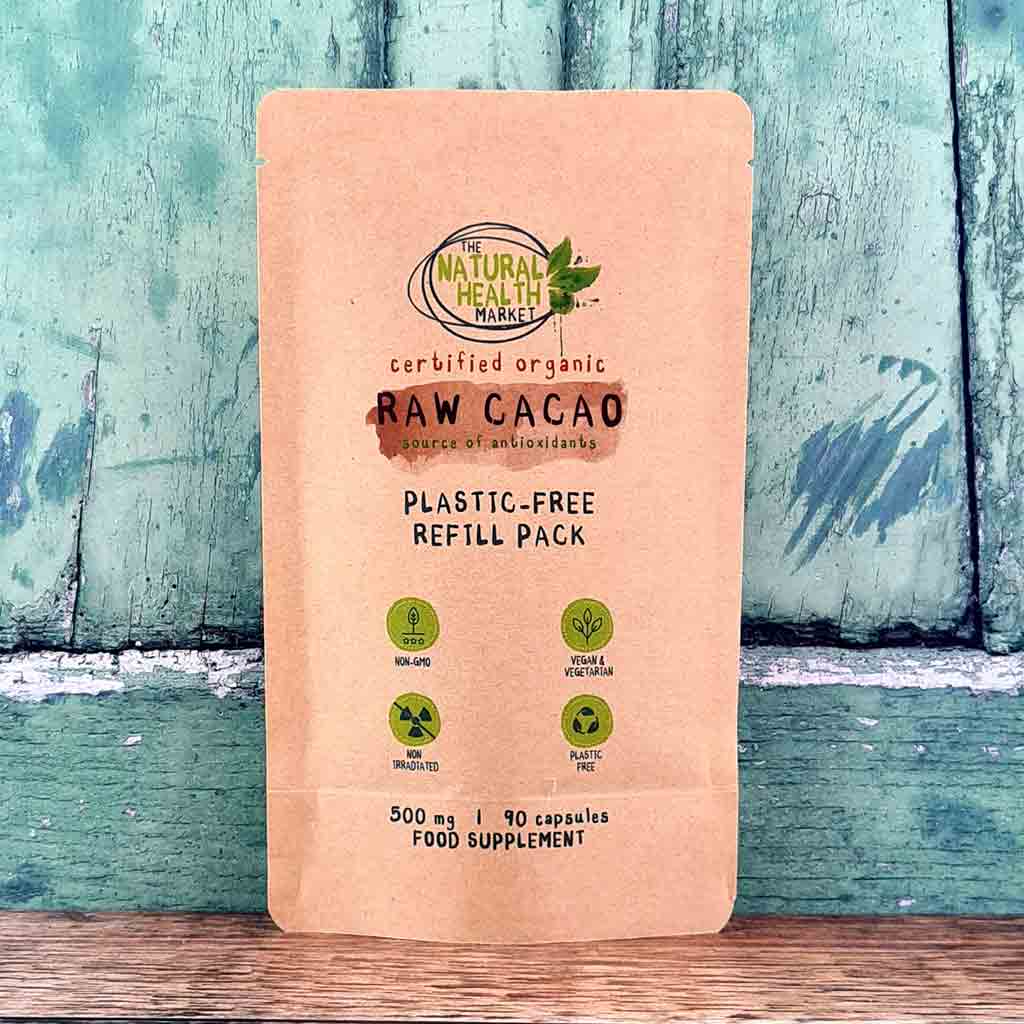 THE
NATURAL
HEALTH
MARKET
certified organic
RAW CACAO
source of antioxidants
PLASTIC-FREE
REFILL PACK
NON-GMO
VEGAN &
VEGETARIAN
NON
IRRADIATED
PLASTIC
FREE
500 mg | 90 capsules
FOOD SUPPLEMENT